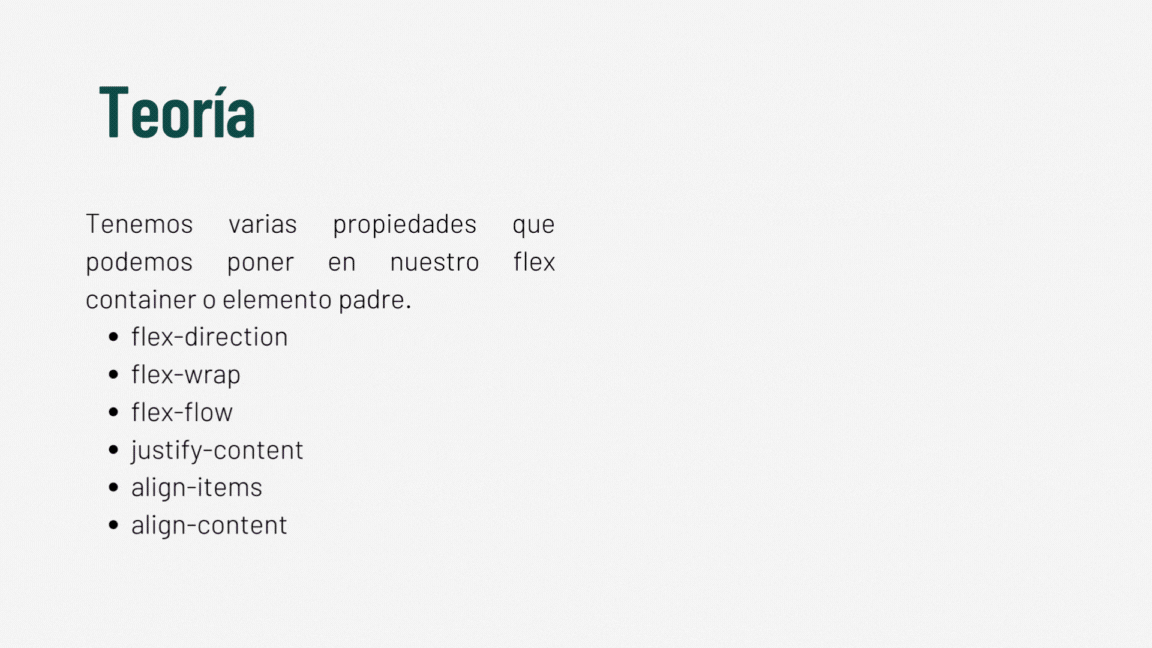 Teoría
Tenemos varias propiedades que
podemos poner en nuestro flex
container o elemento padre.
• flex-direction
• flex-wrap
• flex-flow
• justify-content
• align-items
• align-content